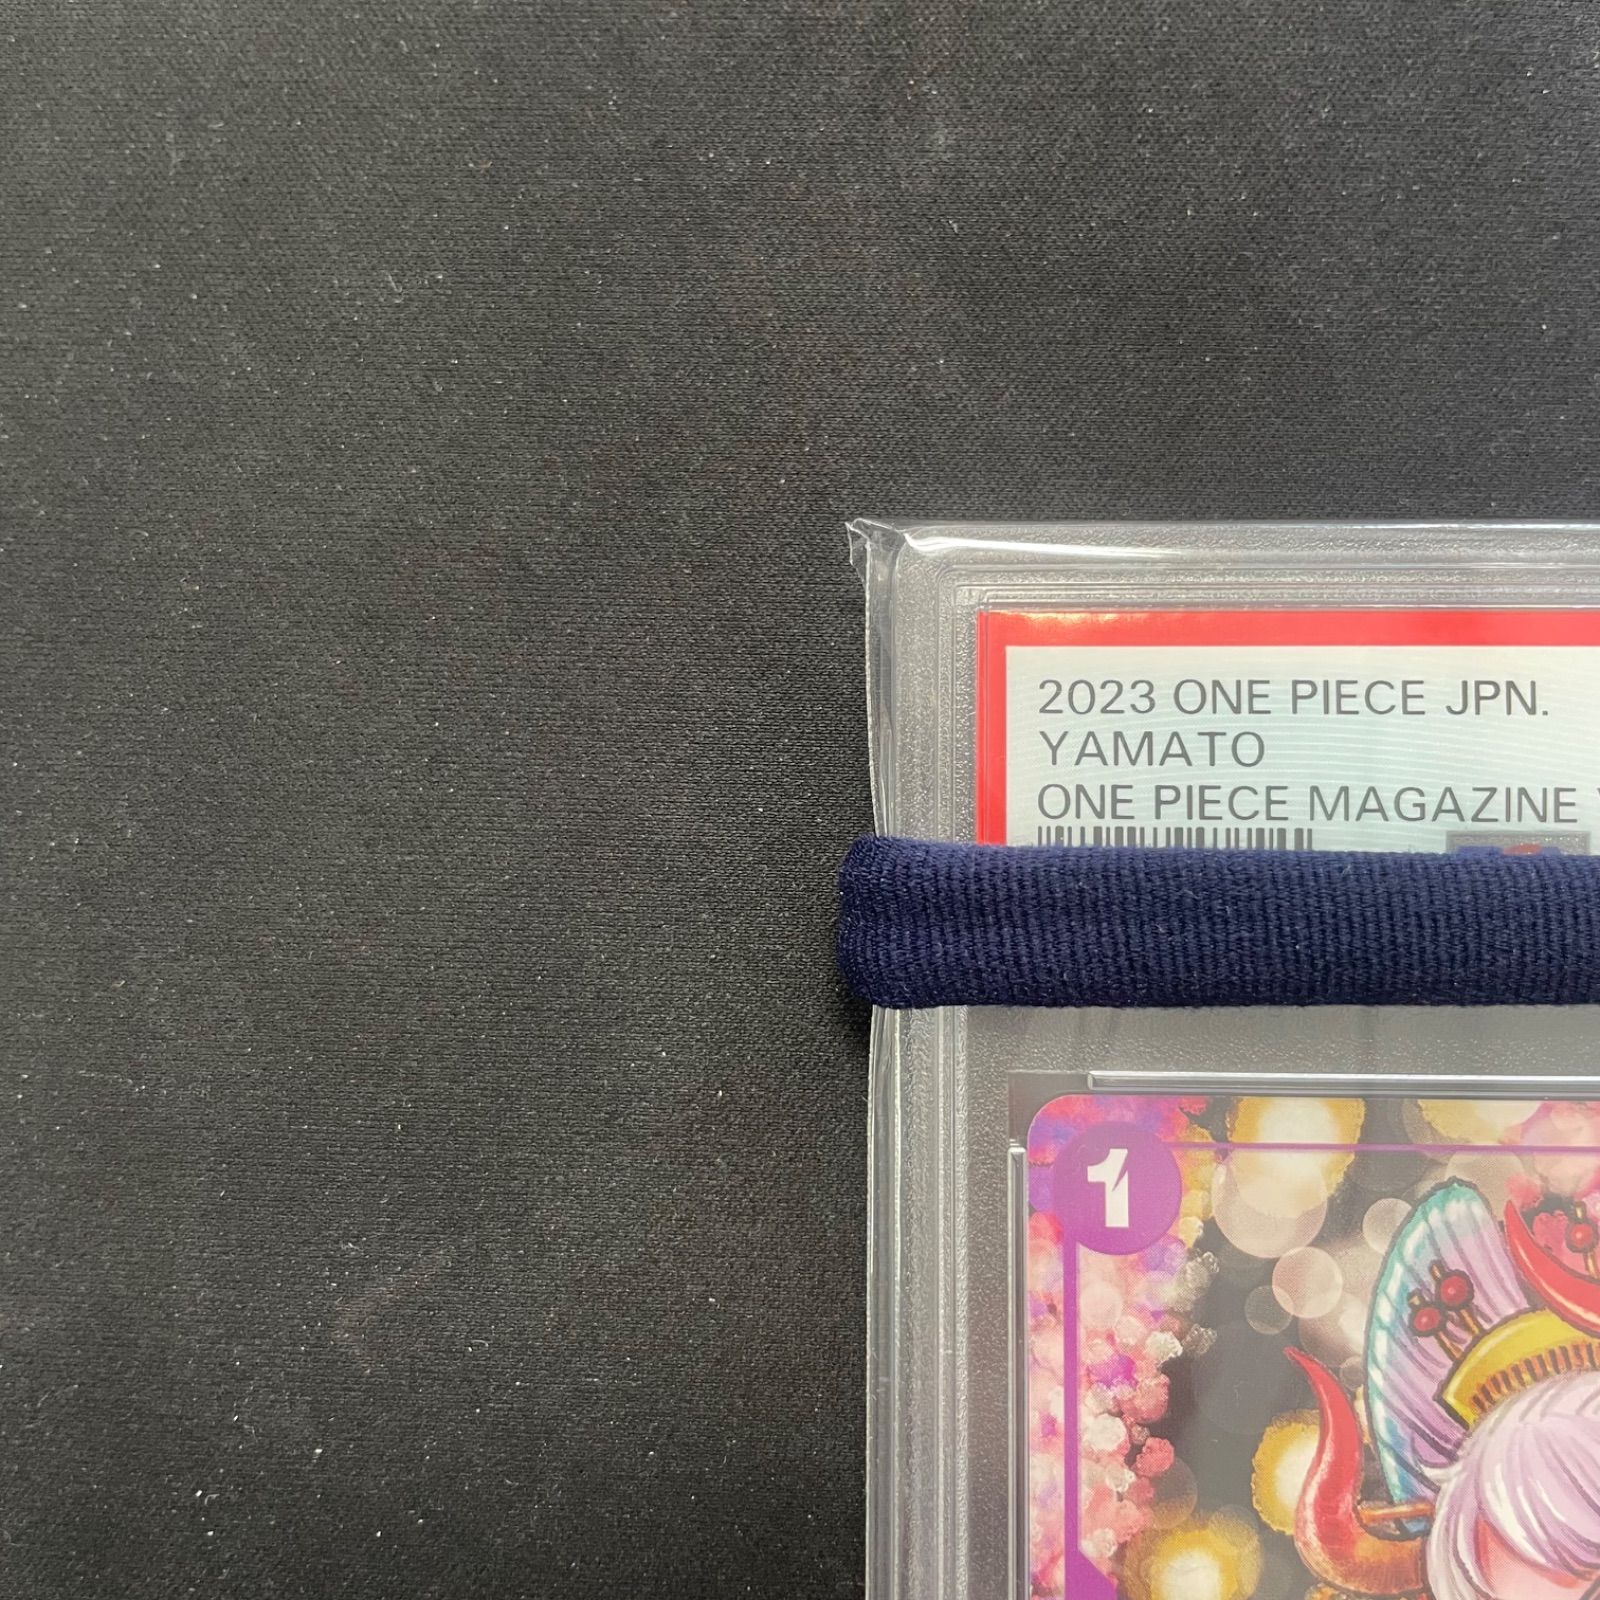 2023 ONE PIECE JPN.
YAMATO
ONE PIECE MAGAZINE
1